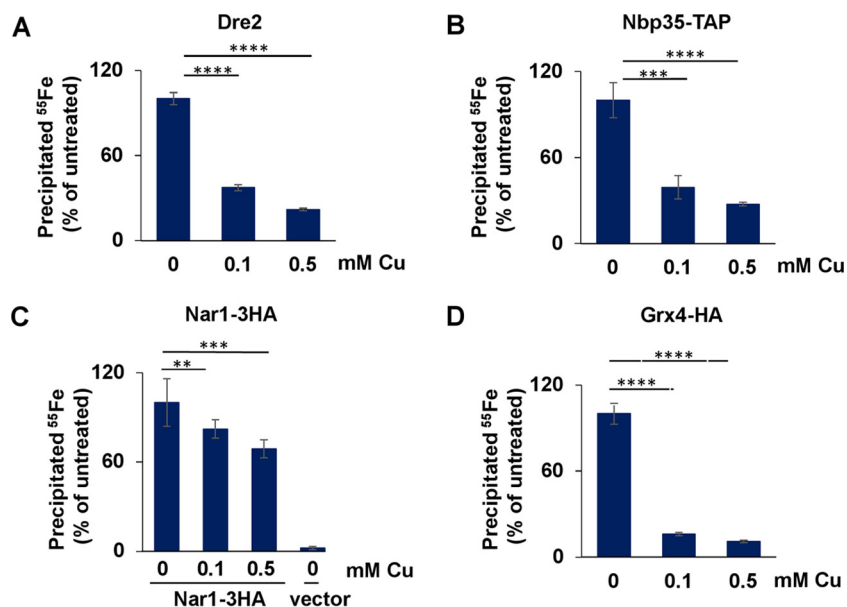 A
Dre2
Precipitated ⁵⁵Fe
(% of untreated)
120
60
0
****
****
0 0.1 0.5 mM Cu
B
Nbp35-TAP
Precipitated ⁵⁵Fe
(% of untreated)
120
60
0
****
***
0 0.1 0.5 mM Cu
C
Nar1-3HA
Precipitated ⁵⁵Fe
(% of untreated)
120
60
0
***
**
0 0.1 0.5 0 mM Cu
Nar1-3HA vector
D
Grx4-HA
Precipitated ⁵⁵Fe
(% of untreated)
120
60
0
****
****
0 0.1 0.5 mM Cu